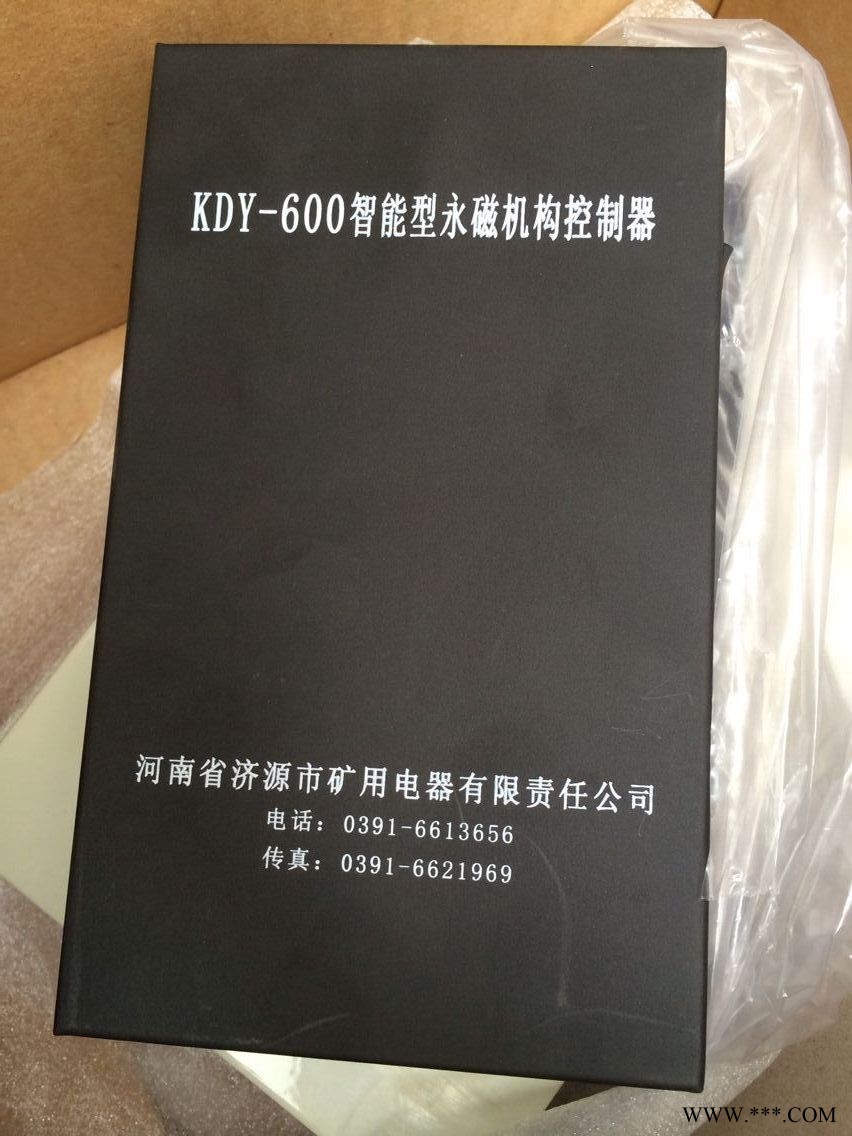 KDY-600智能型永磁机构控制器
河南省济源市矿用电器有限责任公司
电话：0391-6613656
传真：0391-6621969
WWW.***.COM